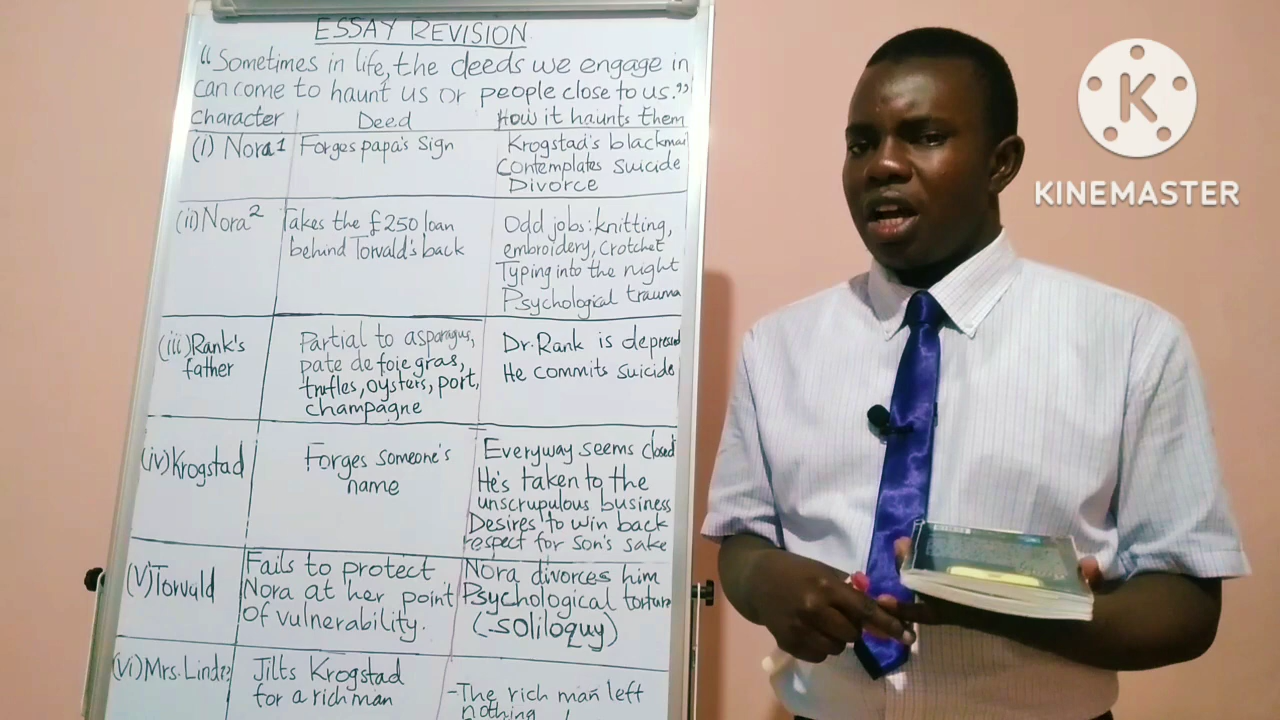 ESSAY REVISION
"Sometimes in life, the deeds we engage in
can come to haunt us or people close to us."
Character Deed How it haunts them
(i) Nora 1 Forges papa's Sign Krogstad's blackmai
Contemplates suicide
Divorce
(ii) Nora 2 Takes the £250 loan
behind Torvald's back
Odd jobs: knitting,
embroidery, crotchet
Typing into the night
Psychological trauma
(iii) Rank's
father
Partial to asparagus,
pate de foie gras,
trufles, oysters, port,
champagne
Dr. Rank is depressed
He commits suicide
(iv) Krogstad
Forges someone's
name
Everyway seems closed
He's taken to the
unscrupulous business
Desires to win back
respect for son's sake
(v) Torvald
Fails to protect
Nora at her point
of vulnerability.
Nora divorces him
Psychological torture
(-soliloquy)
(vi) Mrs. Linde
Jilts Krogstad
for a rich man
- The rich man left
nothing
K
KINEMASTER